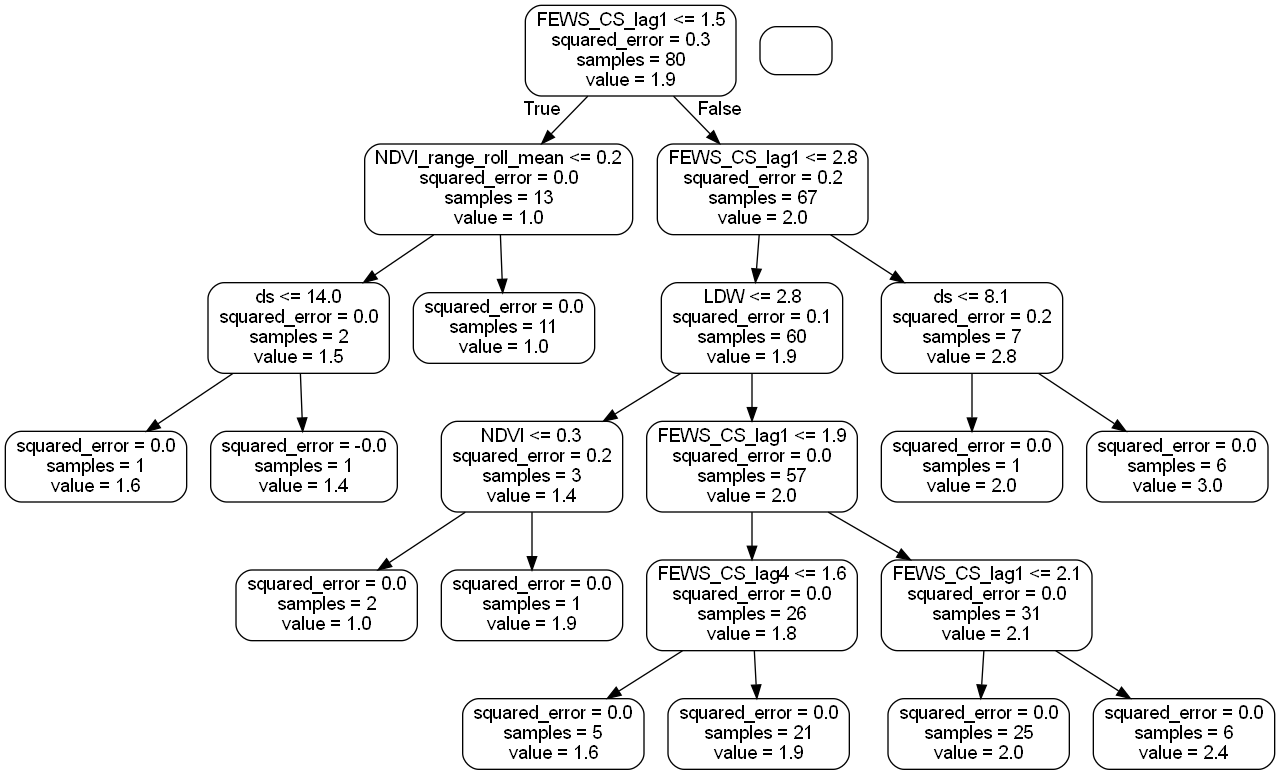 FEWS_CS_lag1 <= 1.5
squared_error = 0.3
samples = 80
value = 1.9
True
False
NDVI_range_roll_mean <= 0.2
squared_error = 0.0
samples = 13
value = 1.0
FEWS_CS_lag1 <= 2.8
squared_error = 0.2
samples = 67
value = 2.0
ds <= 14.0
squared_error = 0.0
samples = 2
value = 1.5
squared_error = 0.0
samples = 11
value = 1.0
LDW <= 2.8
squared_error = 0.1
samples = 60
value = 1.9
ds <= 8.1
squared_error = 0.2
samples = 7
value = 2.8
squared_error = 0.0
samples = 1
value = 1.6
squared_error = -0.0
samples = 1
value = 1.4
NDVI <= 0.3
squared_error = 0.2
samples = 3
value = 1.4
FEWS_CS_lag1 <= 1.9
squared_error = 0.0
samples = 57
value = 2.0
squared_error = 0.0
samples = 1
value = 2.0
squared_error = 0.0
samples = 6
value = 3.0
squared_error = 0.0
samples = 2
value = 1.0
squared_error = 0.0
samples = 1
value = 1.9
FEWS_CS_lag4 <= 1.6
squared_error = 0.0
samples = 26
value = 1.8
FEWS_CS_lag1 <= 2.1
squared_error = 0.0
samples = 31
value = 2.1
squared_error = 0.0
samples = 5
value = 1.6
squared_error = 0.0
samples = 21
value = 1.9
squared_error = 0.0
samples = 25
value = 2.0
squared_error = 0.0
samples = 6
value = 2.4